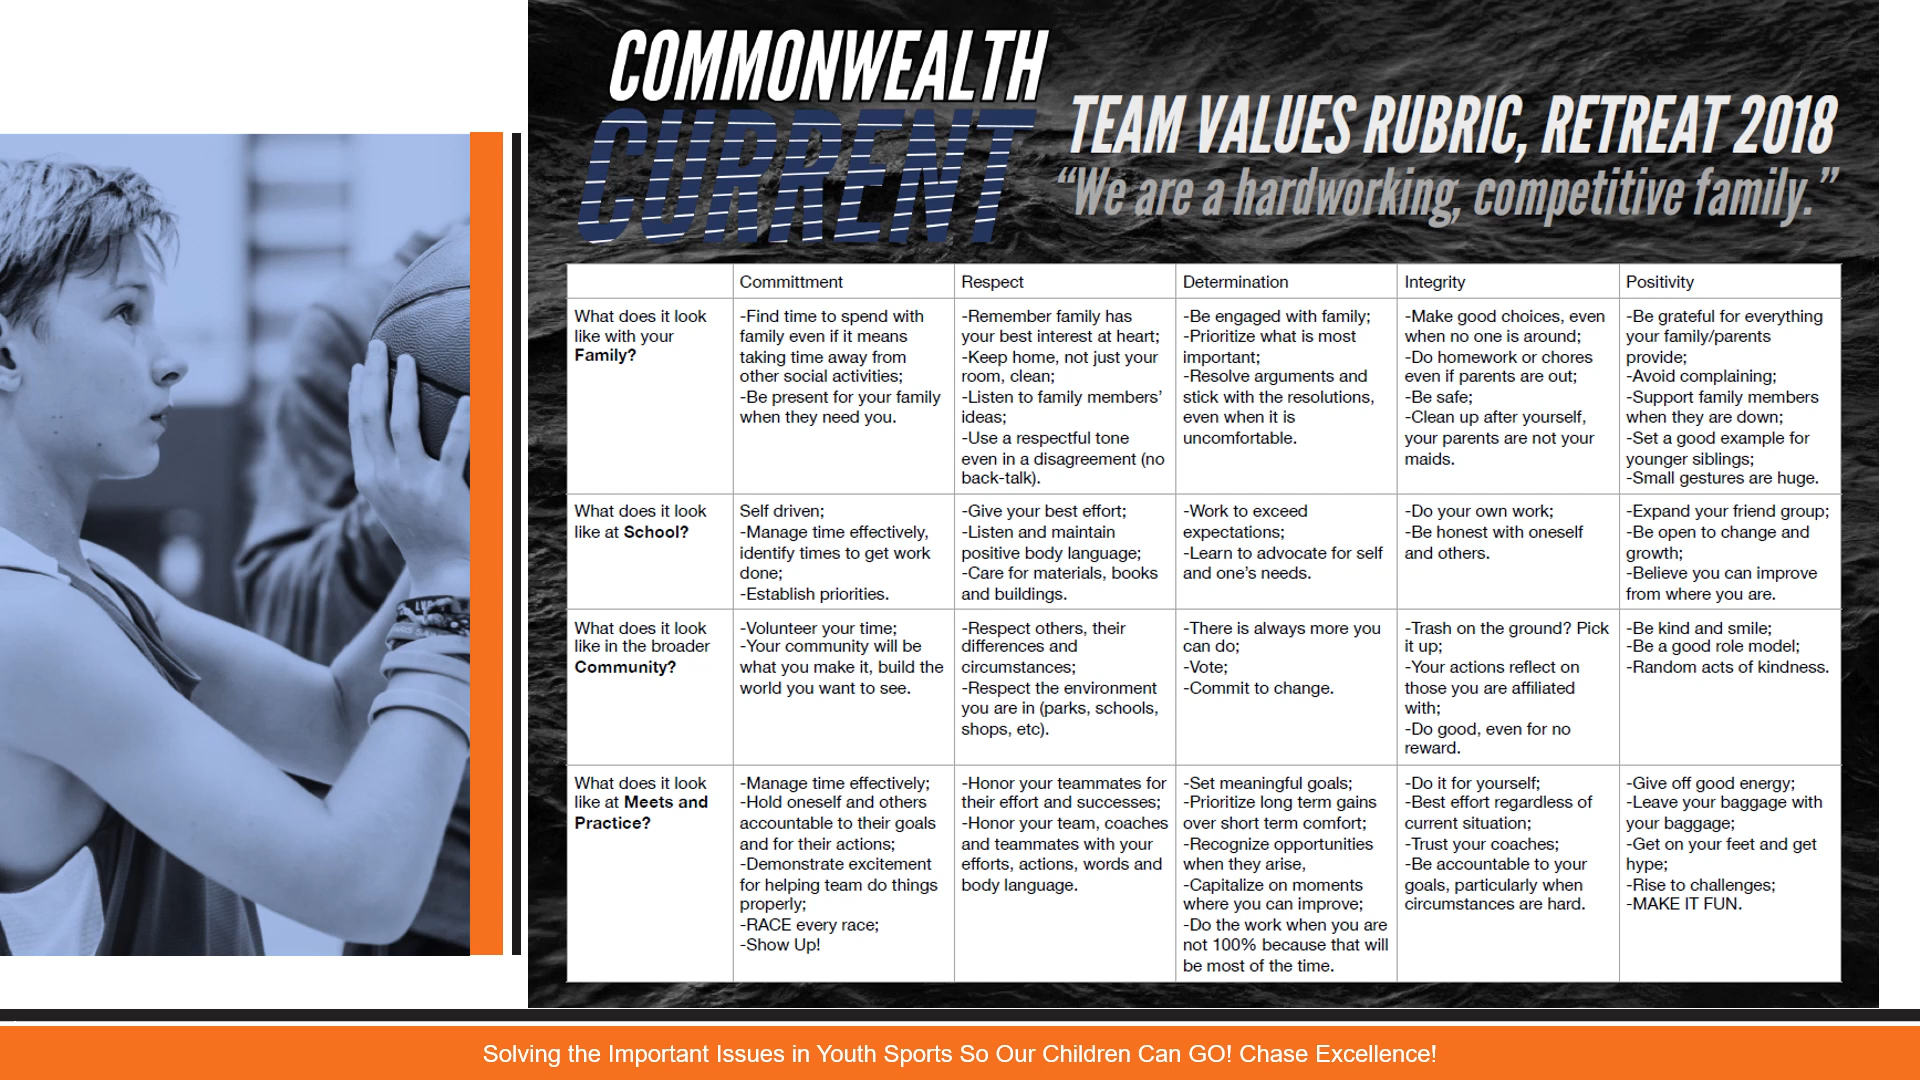 COMMONWEALTH
CURRENT
TEAM VALUES RUBRIC, RETREAT 2018
“We are a hardworking, competitive family.”
Committment
Respect
Determination
Integrity
Positivity
What does it look
like with your
Family?
-Find time to spend with
family even if it means
taking time away from
other social activities;
-Be present for your family
when they need you.
-Remember family has
your best interest at heart;
-Keep home, not just your
room, clean;
-Listen to family members’
ideas;
-Use a respectful tone
even in a disagreement (no
back-talk).
-Be engaged with family;
-Prioritize what is most
important;
-Resolve arguments and
stick with the resolutions,
even when it is
uncomfortable.
-Make good choices, even
when no one is around;
-Do homework or chores
even if parents are out;
-Be safe;
-Clean up after yourself,
your parents are not your
maids.
-Be grateful for everything
your family/parents
provide;
-Avoid complaining;
-Support family members
when they are down;
-Set a good example for
younger siblings;
-Small gestures are huge.
What does it look
like at School?
Self driven;
-Manage time effectively,
identify times to get work
done;
-Establish priorities.
-Give your best effort;
-Listen and maintain
positive body language;
-Care for materials, books
and buildings.
-Work to exceed
expectations;
-Learn to advocate for self
and one’s needs.
-Do your own work;
-Be honest with oneself
and others.
-Expand your friend group;
-Be open to change and
growth;
-Believe you can improve
from where you are.
What does it look
like in the broader
Community?
-Volunteer your time;
-Your community will be
what you make it, build the
world you want to see.
-Respect others, their
differences and
circumstances;
-Respect the environment
you are in (parks, schools,
shops, etc).
-There is always more you
can do;
-Vote;
-Commit to change.
-Trash on the ground? Pick
it up;
-Your actions reflect on
those you are affiliated
with;
-Do good, even for no
reward.
-Be kind and smile;
-Be a good role model;
-Random acts of kindness.
What does it look
like at Meets and
Practice?
-Manage time effectively;
-Hold oneself and others
accountable to their goals
and for their actions;
-Demonstrate excitement
for helping team do things
properly;
-RACE every race;
-Show Up!
-Honor your teammates for
their effort and successes;
-Honor your team, coaches
and teammates with your
efforts, actions, words and
body language.
-Set meaningful goals;
-Prioritize long term gains
over short term comfort;
-Recognize opportunities
when they arise,
-Capitalize on moments
where you can improve;
-Do the work when you are
not 100% because that will
be most of the time.
-Do it for yourself;
-Best effort regardless of
current situation;
-Trust your coaches;
-Be accountable to your
goals, particularly when
circumstances are hard.
-Give off good energy;
-Leave your baggage with
your baggage;
-Get on your feet and get
hype;
-Rise to challenges;
-MAKE IT FUN.
Solving the Important Issues in Youth Sports So Our Children Can GO! Chase Excellence!